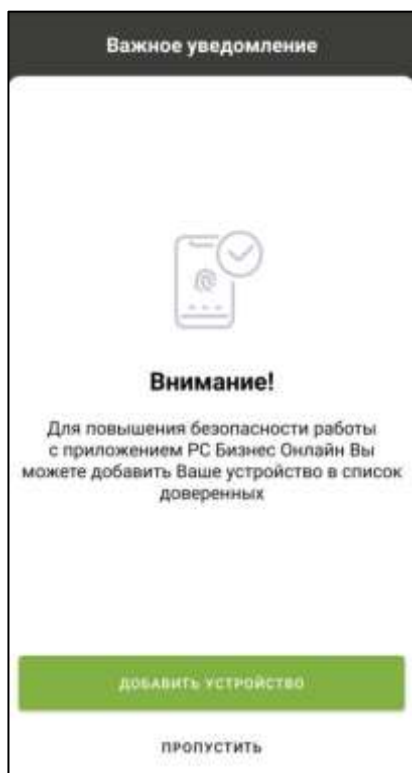 Важное уведомление
Внимание!
Для повышения безопасности работы
с приложением РС Бизнес Онлайн Вы
можете добавить Ваше устройство в список
доверенных
ДОБАВИТЬ УСТРОЙСТВО
ПРОПУСТИТЬ